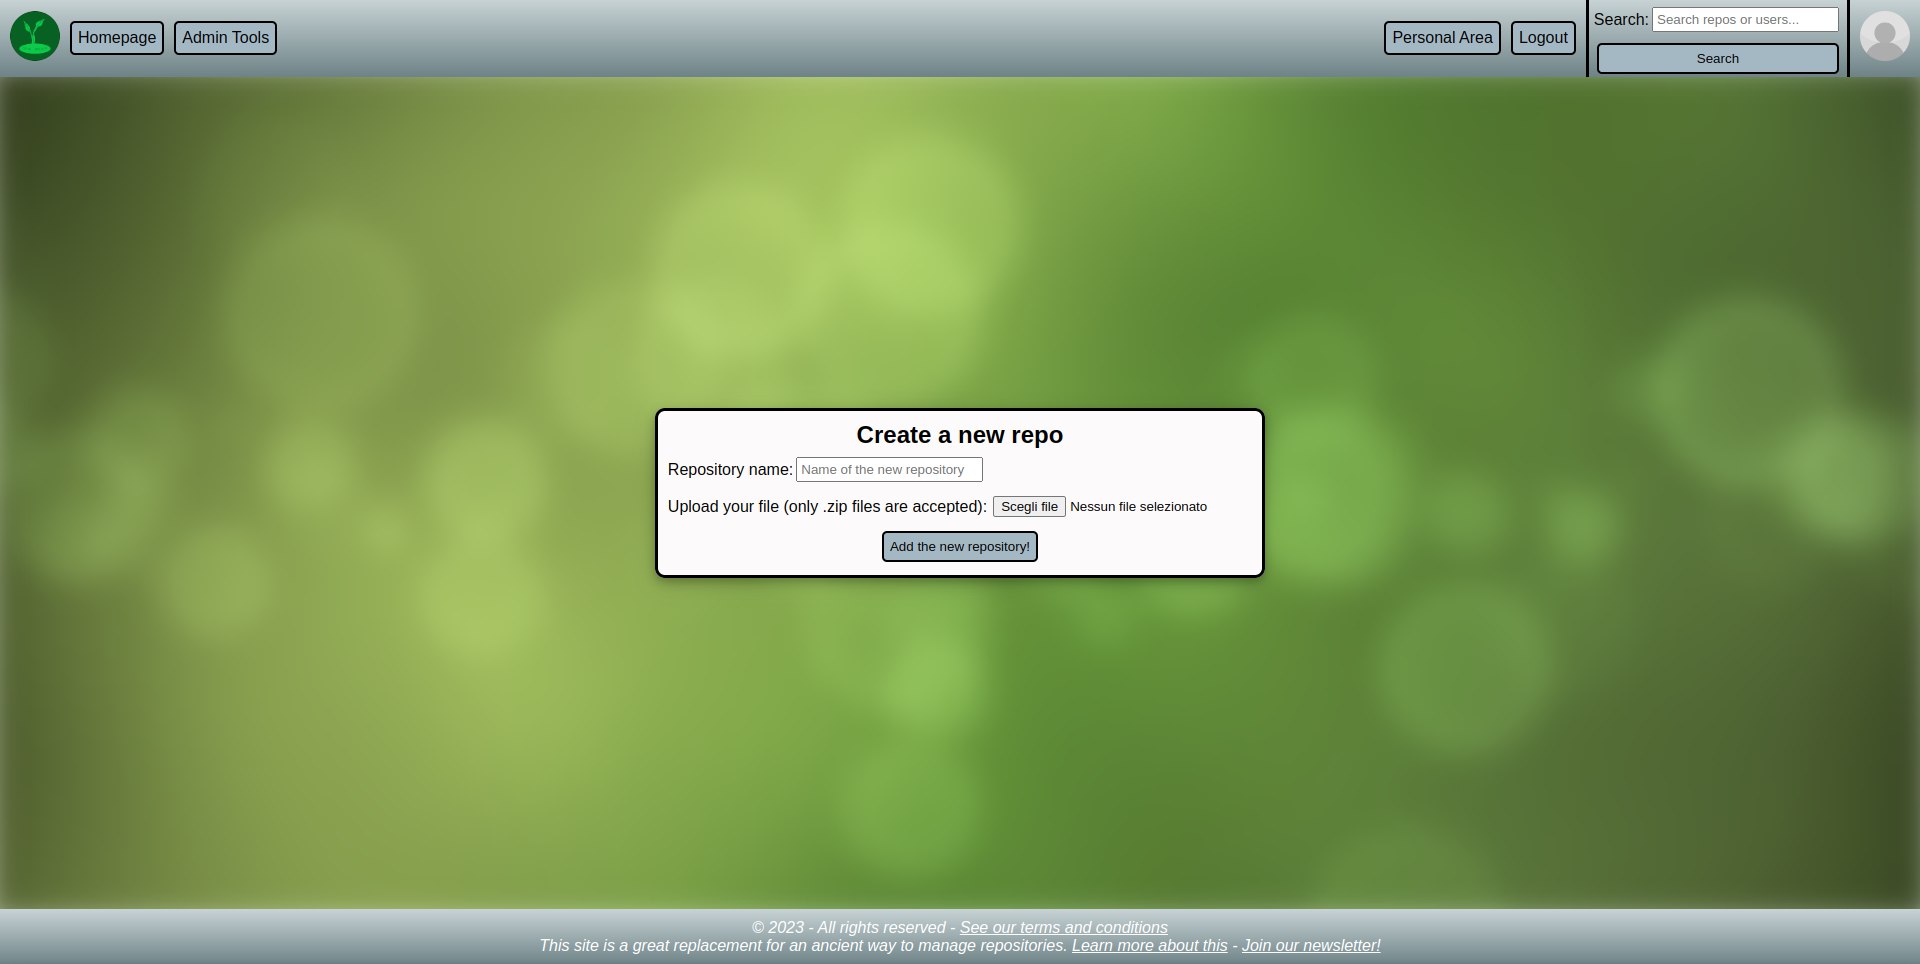 Homepage
Admin Tools
Personal Area
Logout
Search: Search repos or users...
Search
Create a new repo
Repository name: Name of the new repository
Upload your file (only .zip files are accepted): Scegli file Nessun file selezionato
Add the new repository!
© 2023 - All rights reserved - See our terms and conditions
This site is a great replacement for an ancient way to manage repositories. Learn more about this - Join our newsletter!